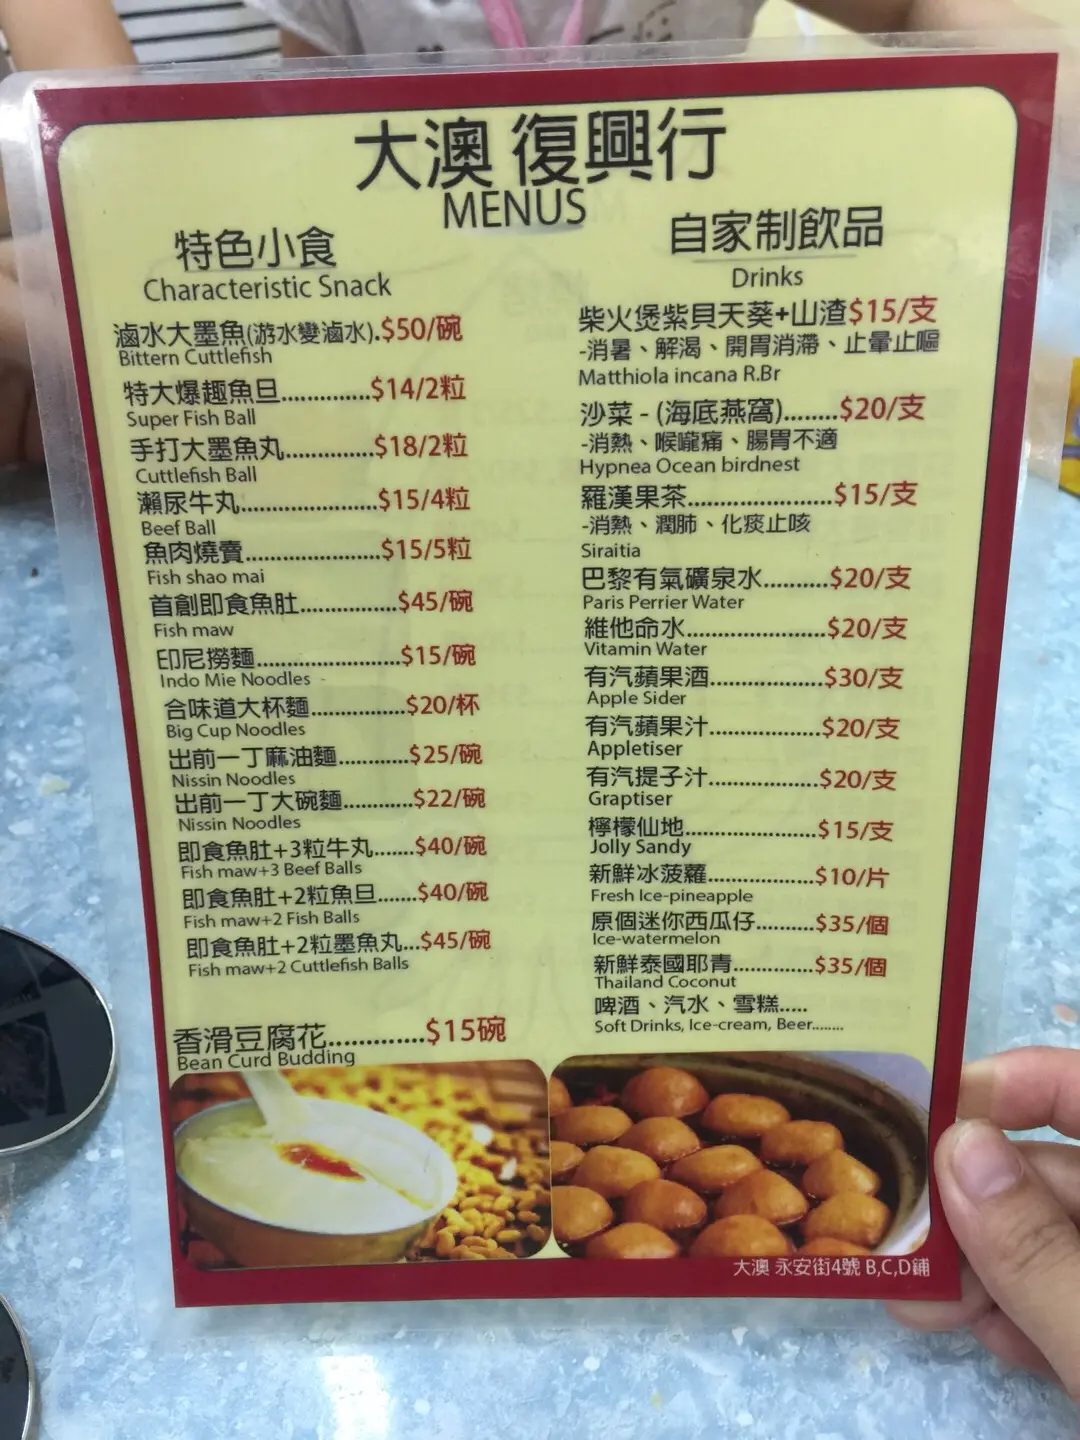 大澳 復興行
MENUS
特色小食
Characteristic Snack
滷水大墨魚(游水變滷水).$50/碗
Bittern Cuttlefish
特大爆趣魚旦.............$14/2粒
Super Fish Ball
手打大墨魚丸.............$18/2粒
Cuttlefish Ball
瀨尿牛丸....................$15/4粒
Beef Ball
魚肉燒賣....................$15/5粒
Fish shao mai
首創即食魚肚..............$45/碗
Fish maw
印尼撈麵.....................$15/碗
Indo Mie Noodles
合味道大杯麵..............$20/杯
Big Cup Noodles
出前一丁麻油麵..........$25/碗
Nissin Noodles
出前一丁大碗麵..........$22/碗
Nissin Noodles
即食魚肚+3粒牛丸......$40/碗
Fish maw+3 Beef Balls
即食魚肚+2粒魚旦......$40/碗
Fish maw+2 Fish Balls
即食魚肚+2粒墨魚丸...$45/碗
Fish maw+2 Cuttlefish Balls
香滑豆腐花.............$15碗
Bean Curd Budding
自家制飲品
Drinks
柴火煲紫貝天葵+山渣$15/支
-消暑、解渴、開胃消滯、止暈止嘔
Matthiola incana R.Br
沙菜 - (海底燕窩)........$20/支
-消熱、喉嚨痛、腸胃不適
Hypnea Ocean birdnest
羅漢果茶.....................$15/支
-消熱、潤肺、化痰止咳
Siraitia
巴黎有氣礦泉水..........$20/支
Paris Perrier Water
維他命水.....................$20/支
Vitamin Water
有汽蘋果酒.................$30/支
Apple Sider
有汽蘋果汁.................$20/支
Appletiser
有汽提子汁.................$20/支
Graptiser
檸檬仙地....................$15/支
Jolly Sandy
新鮮冰菠蘿................$10/片
Fresh Ice-pineapple
原個迷你西瓜仔.........$35/個
Ice-watermelon
新鮮泰國耶青.............$35/個
Thailand Coconut
啤酒、汽水、雪糕.....
Soft Drinks, Ice-cream, Beer........
大澳 永安街4號 B,C,D鋪